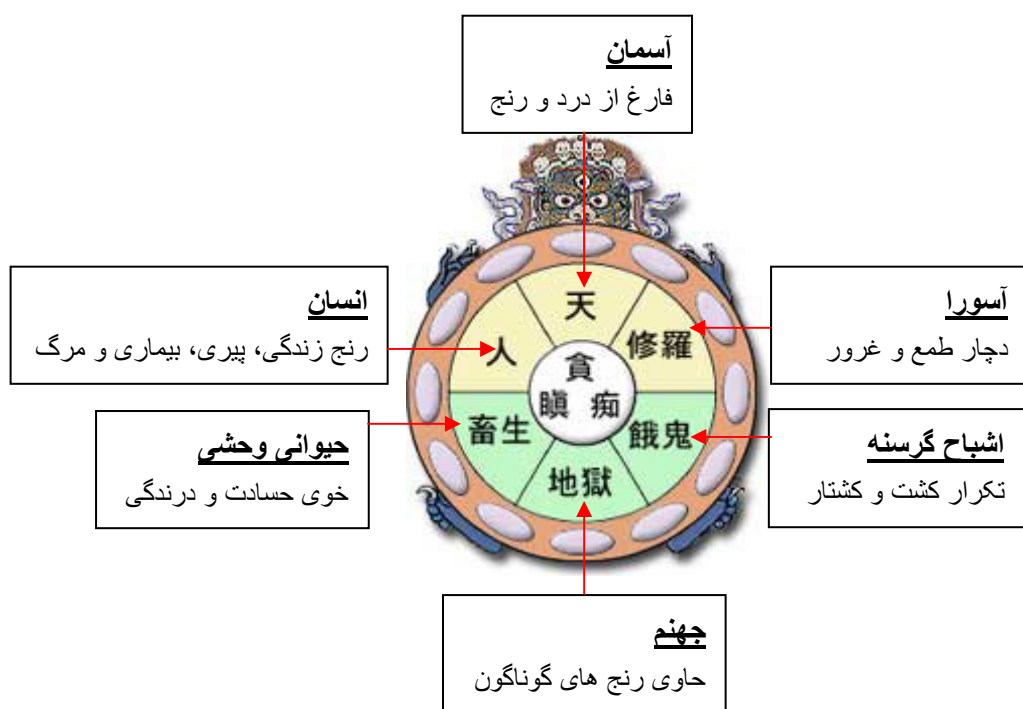 آسمان
فارغ از درد و رنج
آسورا
دچار طمع و غرور
انسان
رنج زندگی، پیری، بیماری و مرگ
天
修羅
人
貪
瞋 痴
畜生
餓鬼
地獄
اشباح گرسنه
تکرار کشت و کشتار
حیوانی وحشی
خوی حسادت و درندگی
جهنم
حاوی رنج های گوناگون